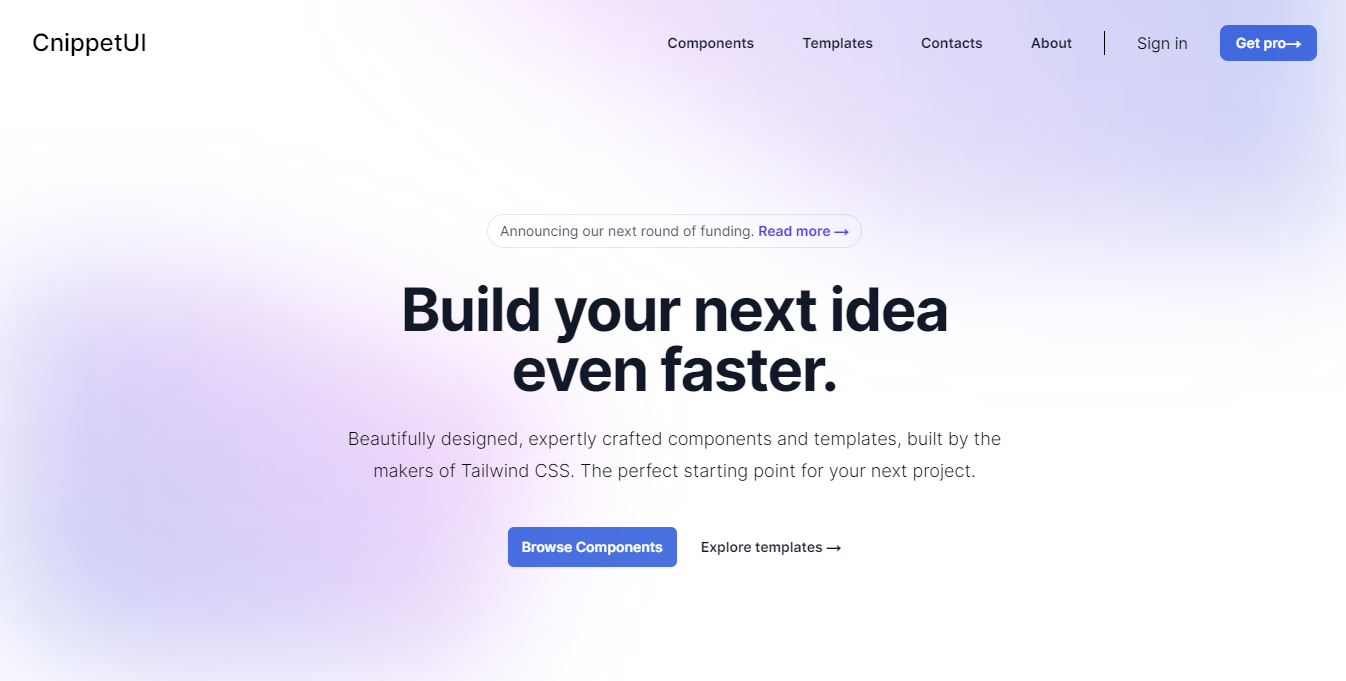 CnippetUI
Components Templates Contacts About Sign in Get pro→
Announcing our next round of funding. Read more →
Build your next idea
even faster.
Beautifully designed, expertly crafted components and templates, built by the
makers of Tailwind CSS. The perfect starting point for your next project.
Browse Components Explore templates →